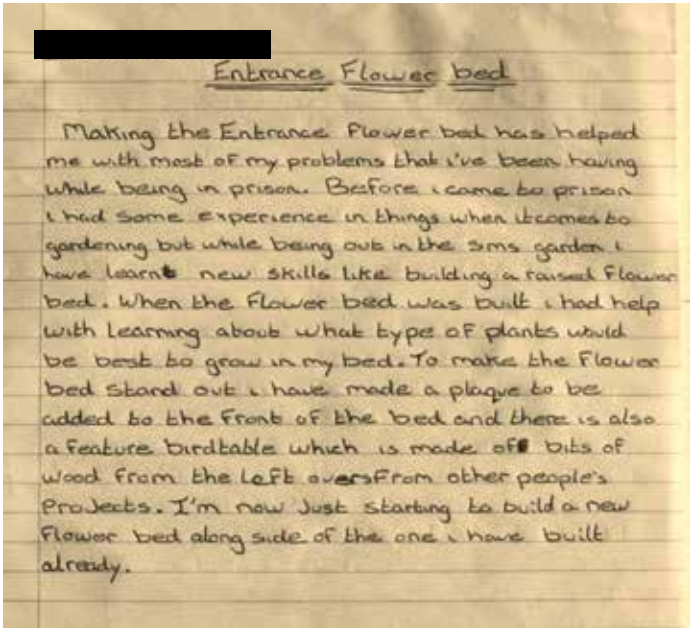 Entrance Flower bed
Making the Entrance Flower bed has helped
me with most of my problems that i've been having
while being in prison. Before i came to prison
i had some experience in things when itcomes to
gardening but while being out in the sms garden i
have learnt new skills like building a raised Flower
bed. When the Flower bed was built i had help
with learning about what type of plants would
be best to grow in my bed. To make the Flower
bed stand out i have made a plaque to be
added to the front of the bed and there is also
a feature birdtable which is made of bits of
wood from the left oversFrom other people's
Projects. I'm now Just starting to build a new
Flower bed along side of the one i have built
already.